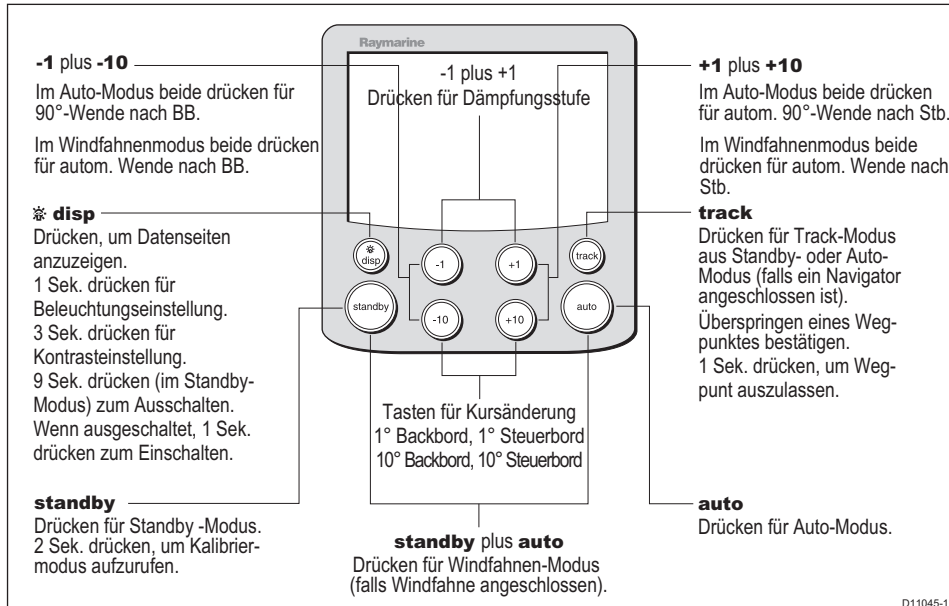 Raymarine
-1 plus -10
Im Auto-Modus beide drücken für
90°-Wende nach BB.
Im Windfahnenmodus beide drücken
für autom. Wende nach BB.
disp
Drücken, um Datenseiten
anzuzeigen.
1 Sek. drücken für
Beleuchtungseinstellung.
3 Sek. drücken für
Kontrasteinstellung.
9 Sek. drücken (im Standby-
Modus) zum Ausschalten.
Wenn ausgeschaltet, 1 Sek.
drücken zum Einschalten.
standby
Drücken für Standby -Modus.
2 Sek. drücken, um Kalibrier-
modus aufzurufen.
-1 plus +1
Drücken für Dämpfungsstufe
disp
-1
+1
track
standby
-10
+10
auto
Tasten für Kursänderung
1° Backbord, 1° Steuerbord
10° Backbord, 10° Steuerbord
standby plus auto
Drücken für Windfahnen-Modus
(falls Windfahne angeschlossen).
+1 plus +10
Im Auto-Modus beide drücken
für autom. 90°-Wende nach Stb.
Im Windfahnenmodus beide
drücken für autom. Wende nach
Stb.
track
Drücken für Track-Modus
aus Standby- oder Auto-
Modus (falls ein Navigator
angeschlossen ist).
Überspringen eines Weg-
punktes bestätigen.
1 Sek. drücken, um Weg-
punt auszulassen.
auto
Drücken für Auto-Modus.
D11045-1